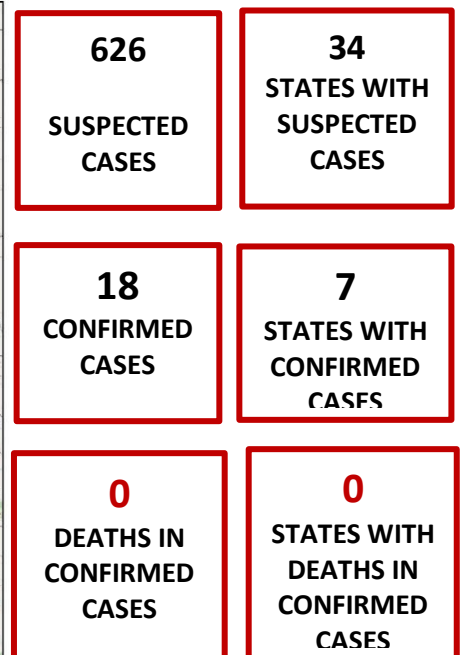 626
SUSPECTED
CASES
34
STATES WITH
SUSPECTED
CASES
18
CONFIRMED
CASES
7
STATES WITH
CONFIRMED
CASES
0
DEATHS IN
CONFIRMED
CASES
0
STATES WITH
DEATHS IN
CONFIRMED
CASES